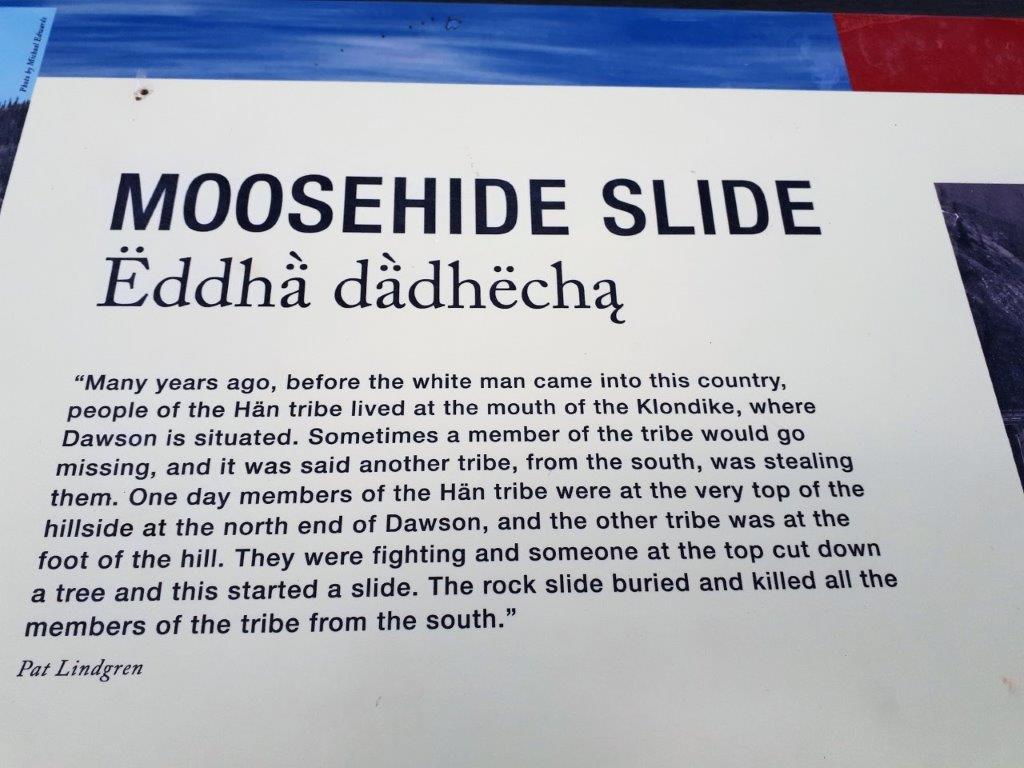 Photo by Michael Edwards
MOOSEHIDE SLIDE
Ëddhä̀ dä̀dhëchą
“Many years ago, before the white man came into this country,
people of the Hän tribe lived at the mouth of the Klondike, where
Dawson is situated. Sometimes a member of the tribe would go
missing, and it was said another tribe, from the south, was stealing
them. One day members of the Hän tribe were at the very top of the
hillside at the north end of Dawson, and the other tribe was at the
foot of the hill. They were fighting and someone at the top cut down
a tree and this started a slide. The rock slide buried and killed all the
members of the tribe from the south.”
Pat Lindgren